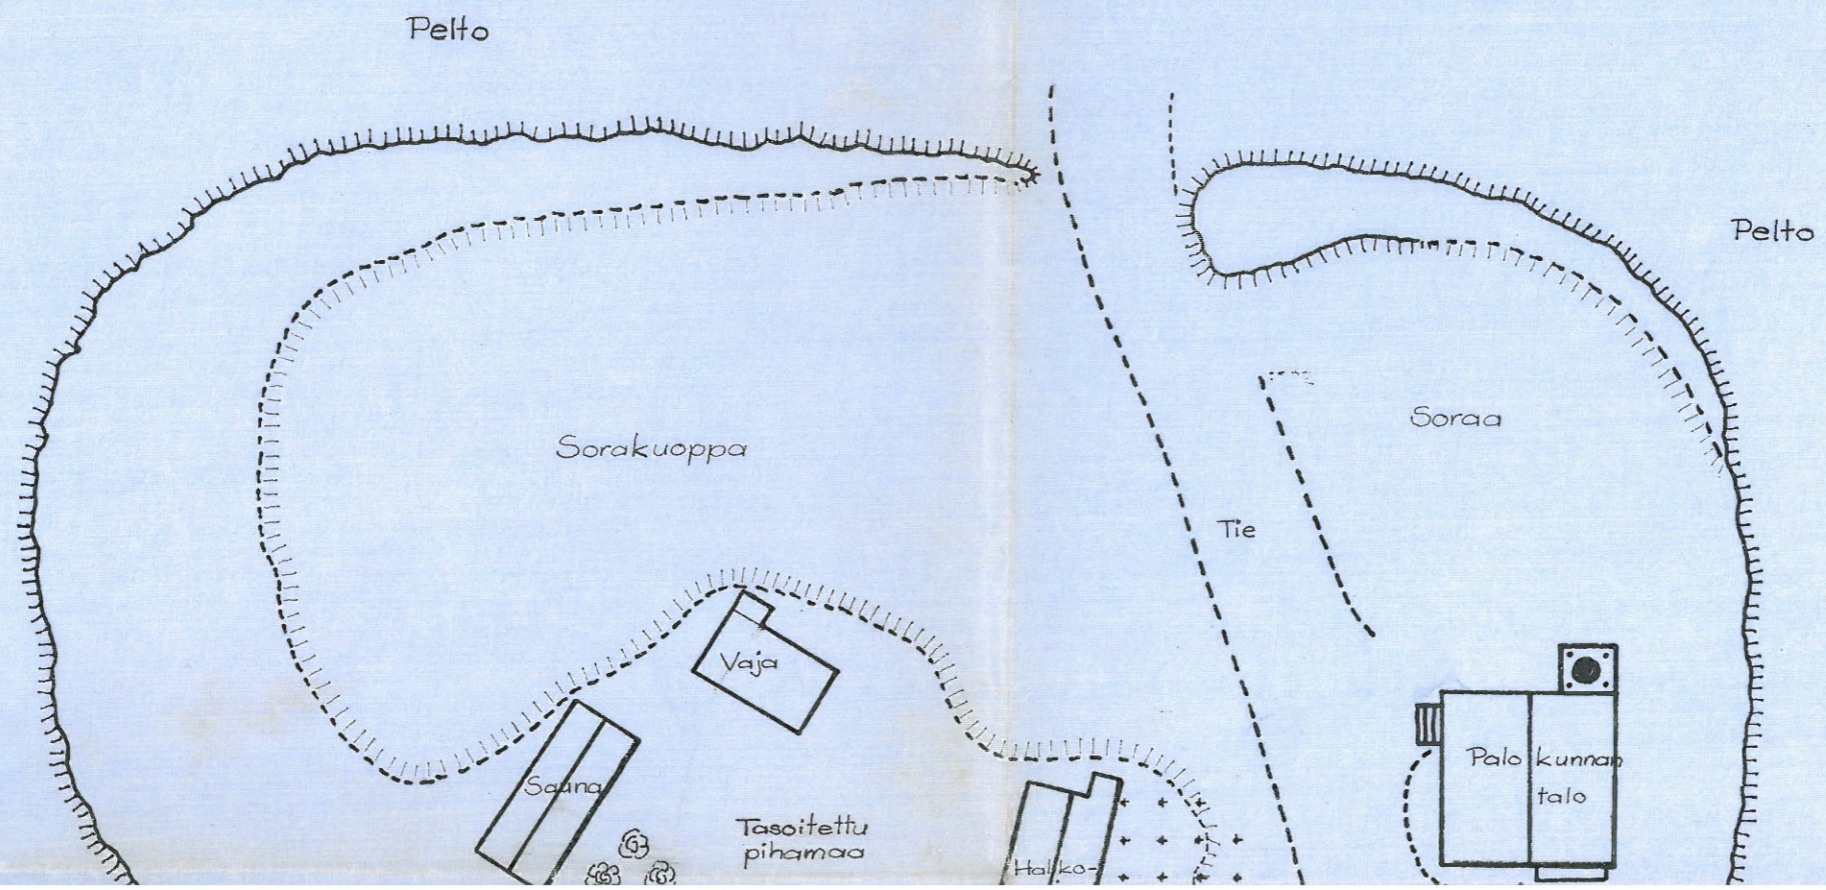 Pelto
Pelto
Soraa
Sorakuoppa
Tie
Vaja
Sauna
Palo kunnan
talo
Tasoitettu
pihamaa
Halko-